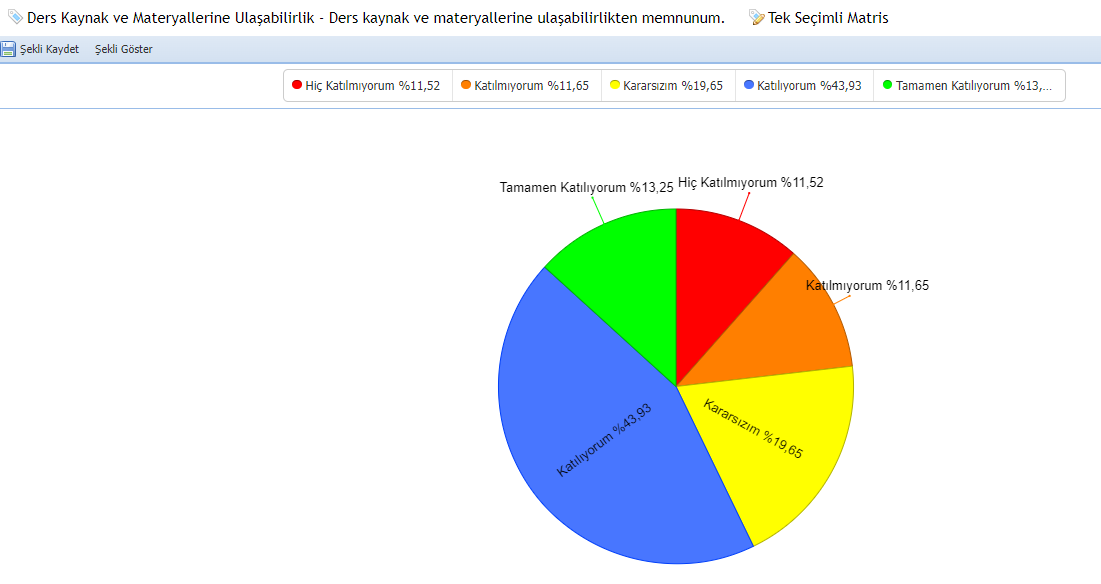 Ders Kaynak ve Materyallerine Ulaşabilirlik - Ders kaynak ve materyallerine ulaşabilirlikten memnunum. Tek Seçimli Matris
Şekli Kaydet Şekli Göster
Hiç Katılmıyorum %11,52 Katılmıyorum %11,65 Kararsızım %19,65 Katılıyorum %43,93 Tamamen Katılıyorum %13,...
Tamamen Katılıyorum %13,25 Hiç Katılmıyorum %11,52
Katılmıyorum %11,65
Kararsızım %19,65
Katılıyorum %43,93